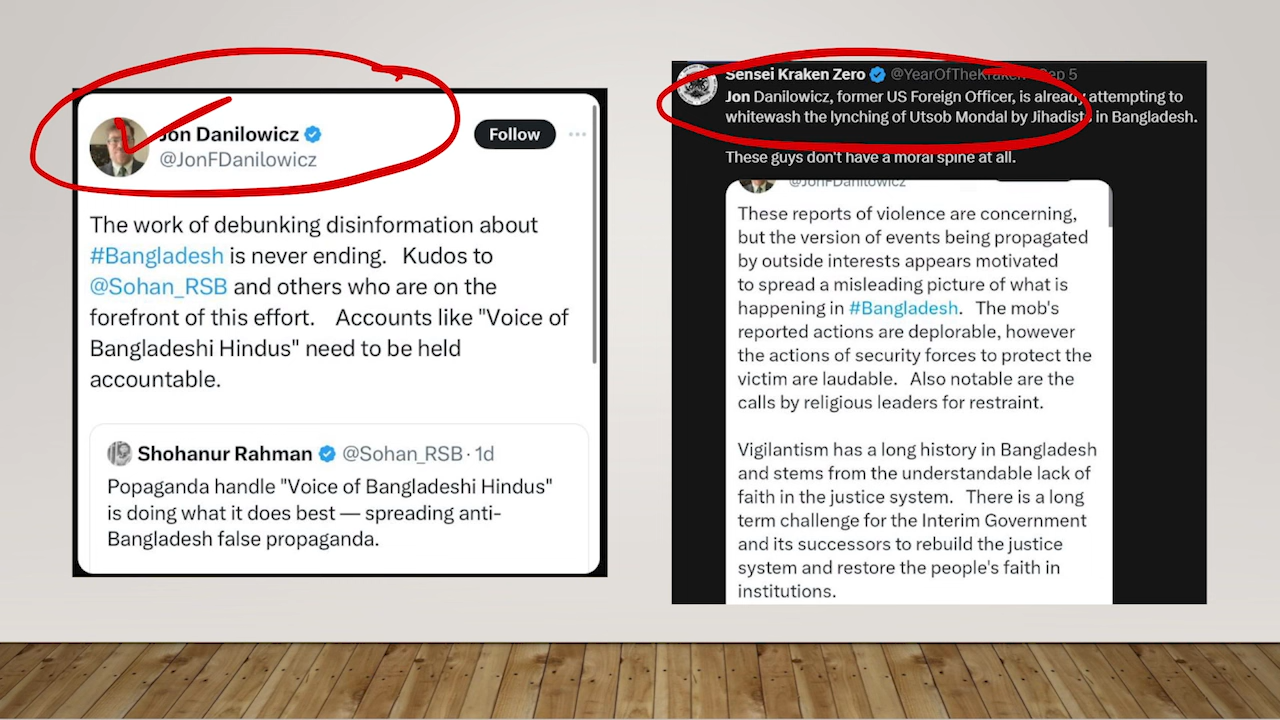 Jon Danilowicz
@JonFDanilowicz
Follow
The work of debunking disinformation about
#Bangladesh is never ending. Kudos to
@Sohan_RSB and others who are on the
forefront of this effort. Accounts like "Voice of
Bangladeshi Hindus" need to be held
accountable.
Shohanur Rahman @Sohan_RSB · 1d
Popaganda handle "Voice of Bangladeshi Hindus"
is doing what it does best — spreading anti-
Bangladesh false propaganda.
Sensei Kraken Zero @YearOfTheKraken Sep 5
Jon Danilowicz, former US Foreign Officer, is already attempting to
whitewash the lynching of Utsob Mondal by Jihadists in Bangladesh.
These guys don't have a moral spine at all.
@JonFDanilowicz
These reports of violence are concerning,
but the version of events being propagated
by outside interests appears motivated
to spread a misleading picture of what is
happening in #Bangladesh. The mob's
reported actions are deplorable, however
the actions of security forces to protect the
victim are laudable. Also notable are the
calls by religious leaders for restraint.
Vigilantism has a long history in Bangladesh
and stems from the understandable lack of
faith in the justice system. There is a long
term challenge for the Interim Government
and its successors to rebuild the justice
system and restore the people's faith in
institutions.